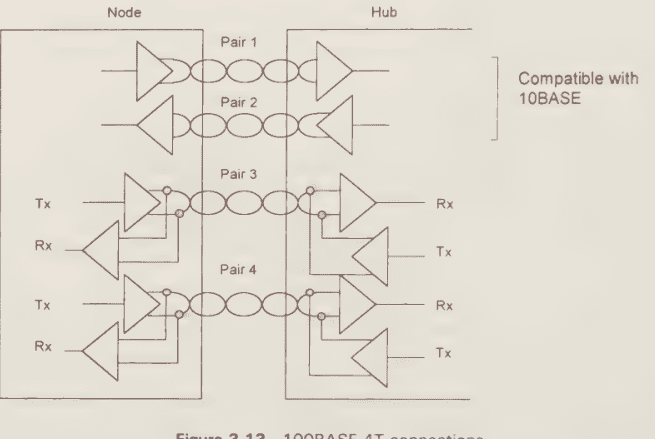 Node
Hub
Pair 1
Compatible with
10BASE
Pair 2
Pair 3
Tx
Rx
Rx
Tx
Pair 4
Tx
Rx
Rx
Tx
Figure 3.13 100BASE-4T connections